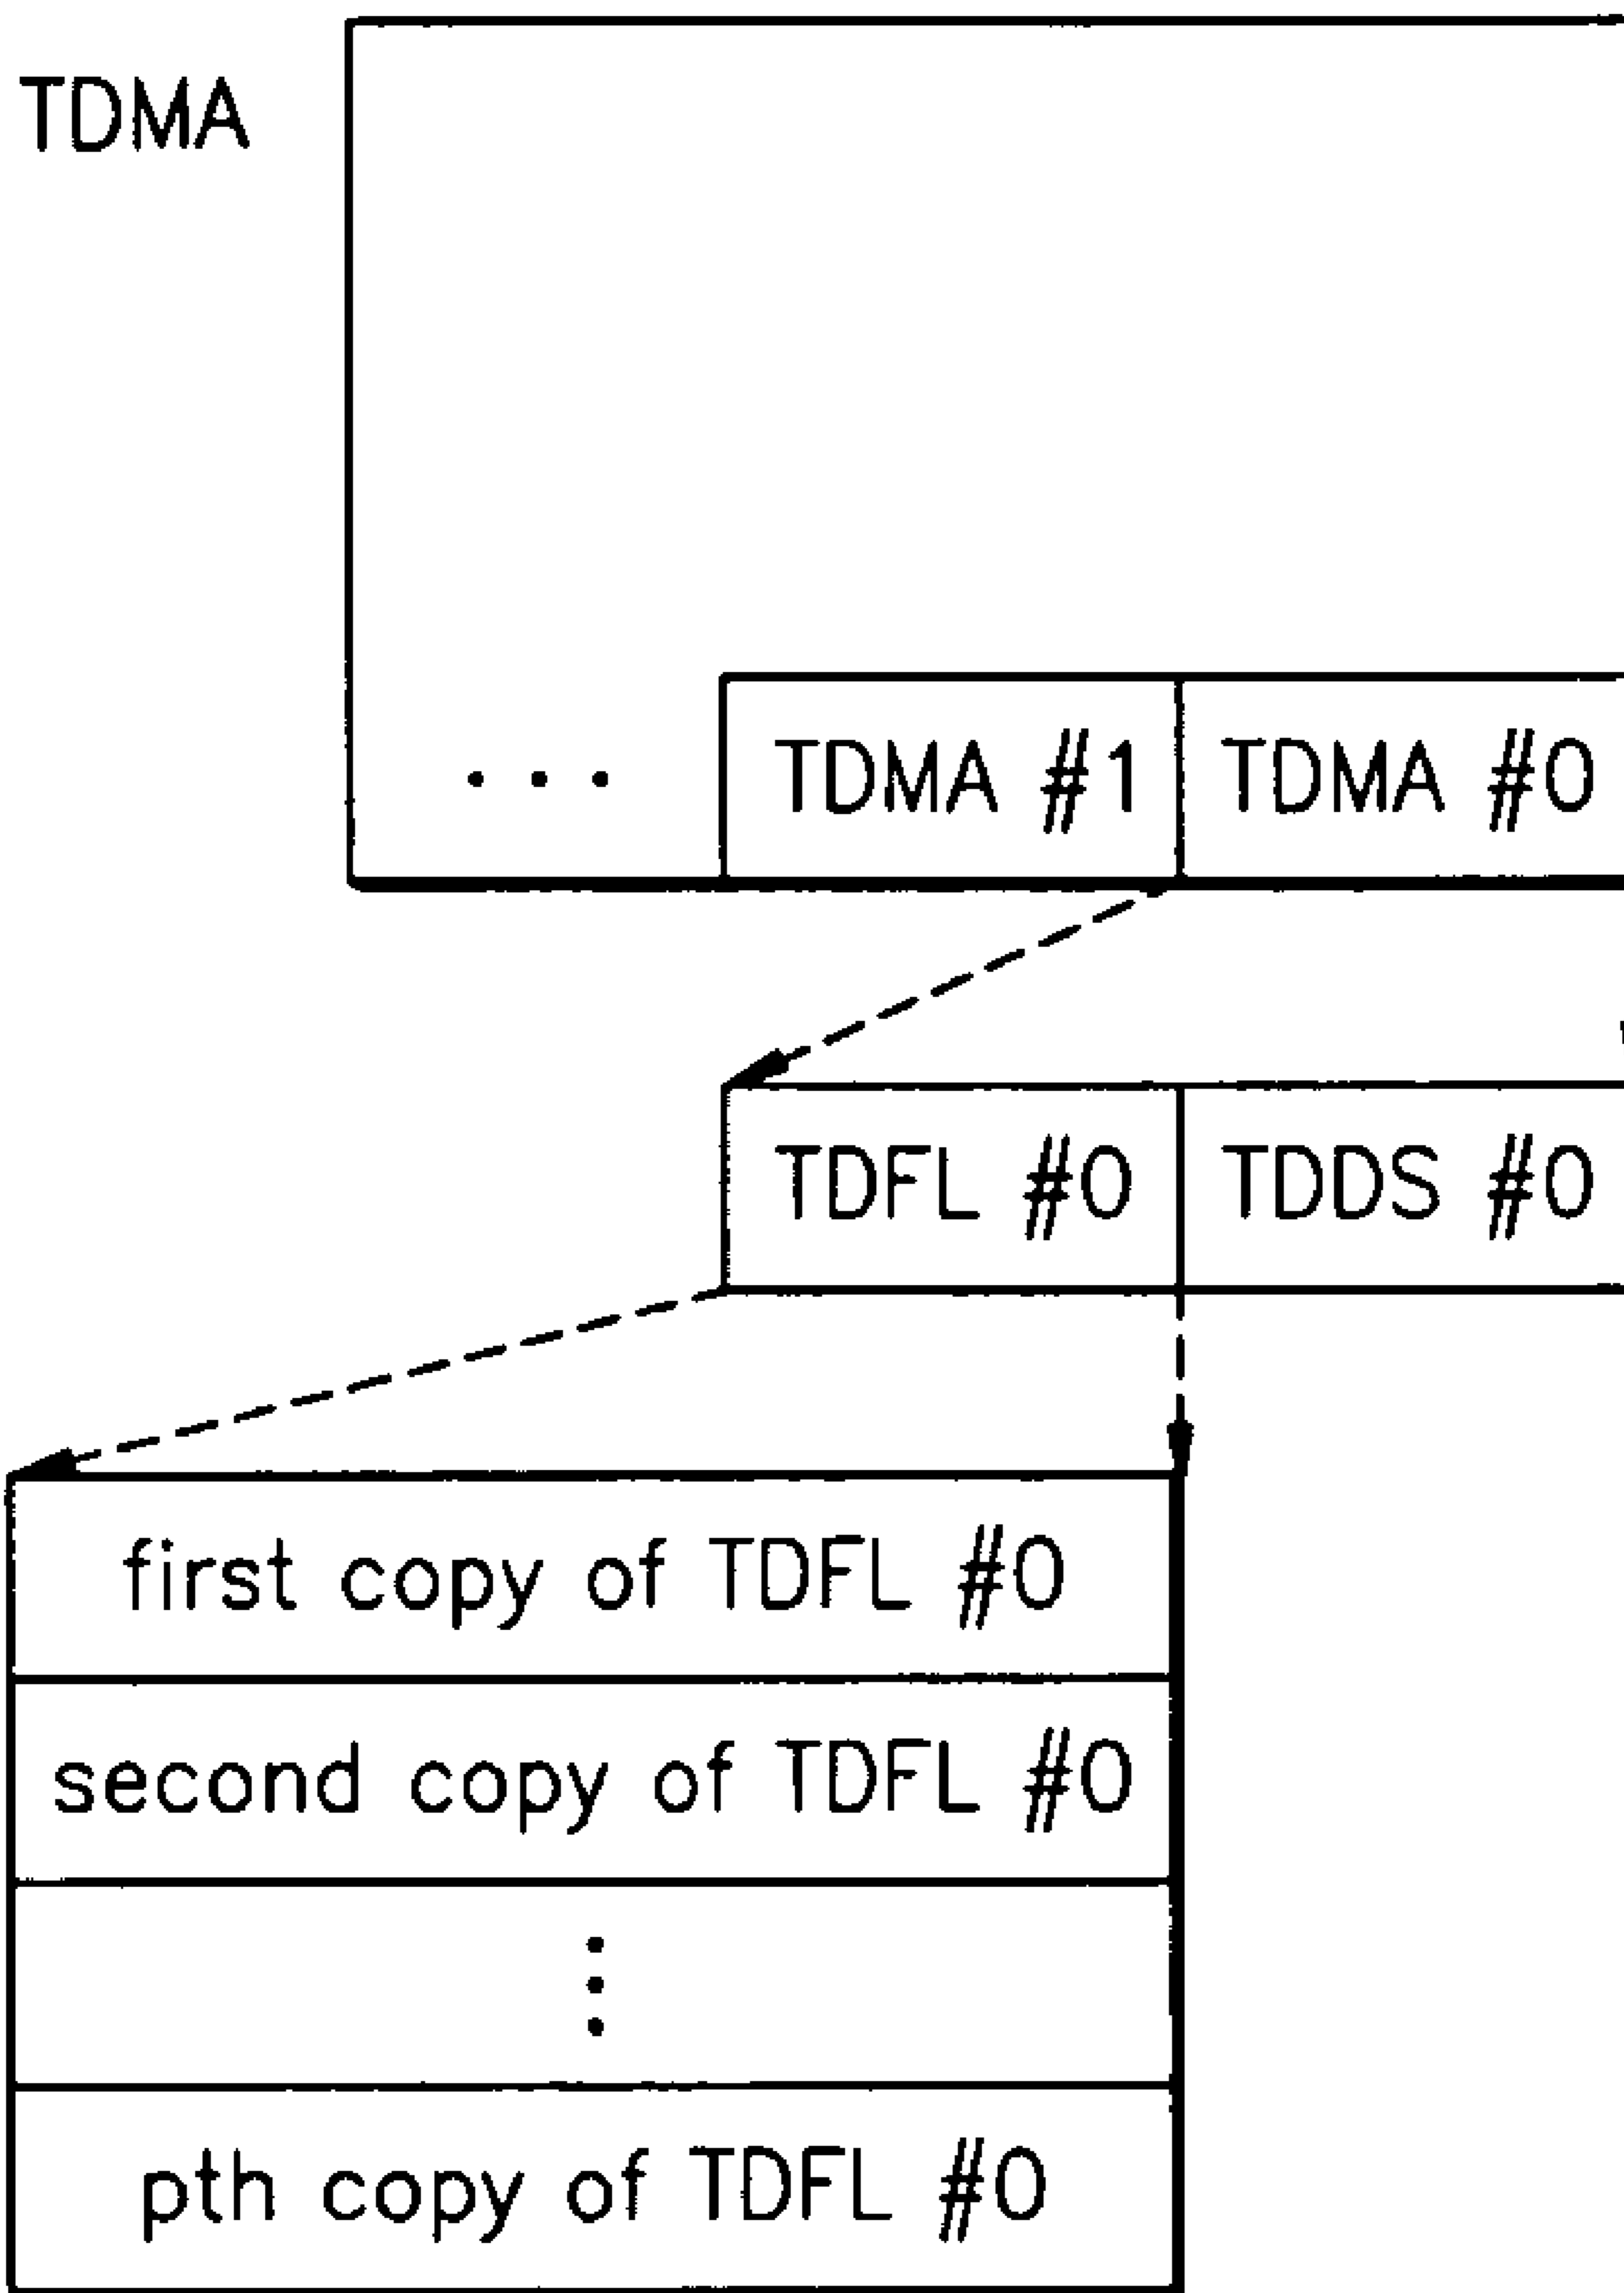 TDMA
... TDMA #1 TDMA #0
TDFL #0 TDDS #0
first copy of TDFL #0
second copy of TDFL #0
⋮
pth copy of TDFL #0